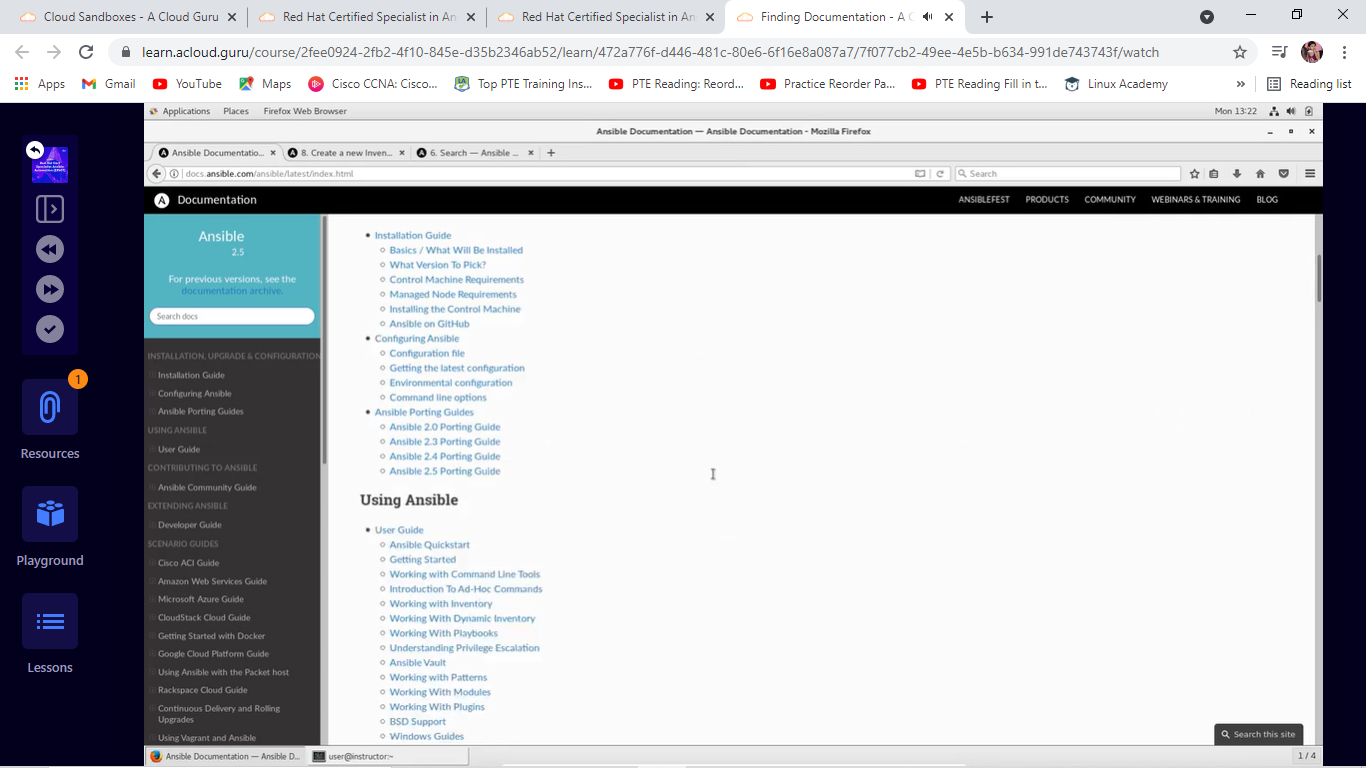 Cloud Sandboxes - A Cloud Guru
Red Hat Certified Specialist in An
Red Hat Certified Specialist in An
Finding Documentation - A C
learn.acloud.guru/course/2fee0924-2fb2-4f10-845e-d35b2346ab52/learn/472a776f-d446-481c-80e6-6f16e8a087a7/7f077cb2-49ee-4e5b-b634-991de743743f/watch
Apps
Gmail
YouTube
Maps
Cisco CCNA: Cisco...
Top PTE Training Ins...
PTE Reading: Reord...
Practice Reorder Pa...
PTE Reading Fill in t...
Linux Academy
»
Reading list
Applications Places Firefox Web Browser
Mon 13:22
Ansible Documentation — Ansible Documentation - Mozilla Firefox
Ansible Documentatio...
8. Create a new Inven...
6. Search — Ansible ...
docs.ansible.com/ansible/latest/index.html
Search
Documentation
ANSIBLEFEST PRODUCTS COMMUNITY WEBINARS & TRAINING BLOG
Ansible
2.5
For previous versions, see the
documentation archive.
Search docs
INSTALLATION, UPGRADE & CONFIGURATION
Installation Guide
Configuring Ansible
Ansible Porting Guides
USING ANSIBLE
User Guide
CONTRIBUTING TO ANSIBLE
Ansible Community Guide
EXTENDING ANSIBLE
Developer Guide
SCENARIO GUIDES
Cisco ACI Guide
Amazon Web Services Guide
Microsoft Azure Guide
CloudStack Cloud Guide
Getting Started with Docker
Google Cloud Platform Guide
Using Ansible with the Packet host
Rackspace Cloud Guide
Continuous Delivery and Rolling
Upgrades
Using Vagrant and Ansible
Installation Guide
Basics / What Will Be Installed
What Version To Pick?
Control Machine Requirements
Managed Node Requirements
Installing the Control Machine
Ansible on GitHub
Configuring Ansible
Configuration file
Getting the latest configuration
Environmental configuration
Command line options
Ansible Porting Guides
Ansible 2.0 Porting Guide
Ansible 2.3 Porting Guide
Ansible 2.4 Porting Guide
Ansible 2.5 Porting Guide
Using Ansible
User Guide
Ansible Quickstart
Getting Started
Working with Command Line Tools
Introduction To Ad-Hoc Commands
Working with Inventory
Working With Dynamic Inventory
Working With Playbooks
Understanding Privilege Escalation
Ansible Vault
Working with Patterns
Working With Modules
Working With Plugins
BSD Support
Windows Guides
Search this site
Ansible Documentation — Ansible D...
user@instructor:~
1 / 4
1
Resources
Playground
Lessons